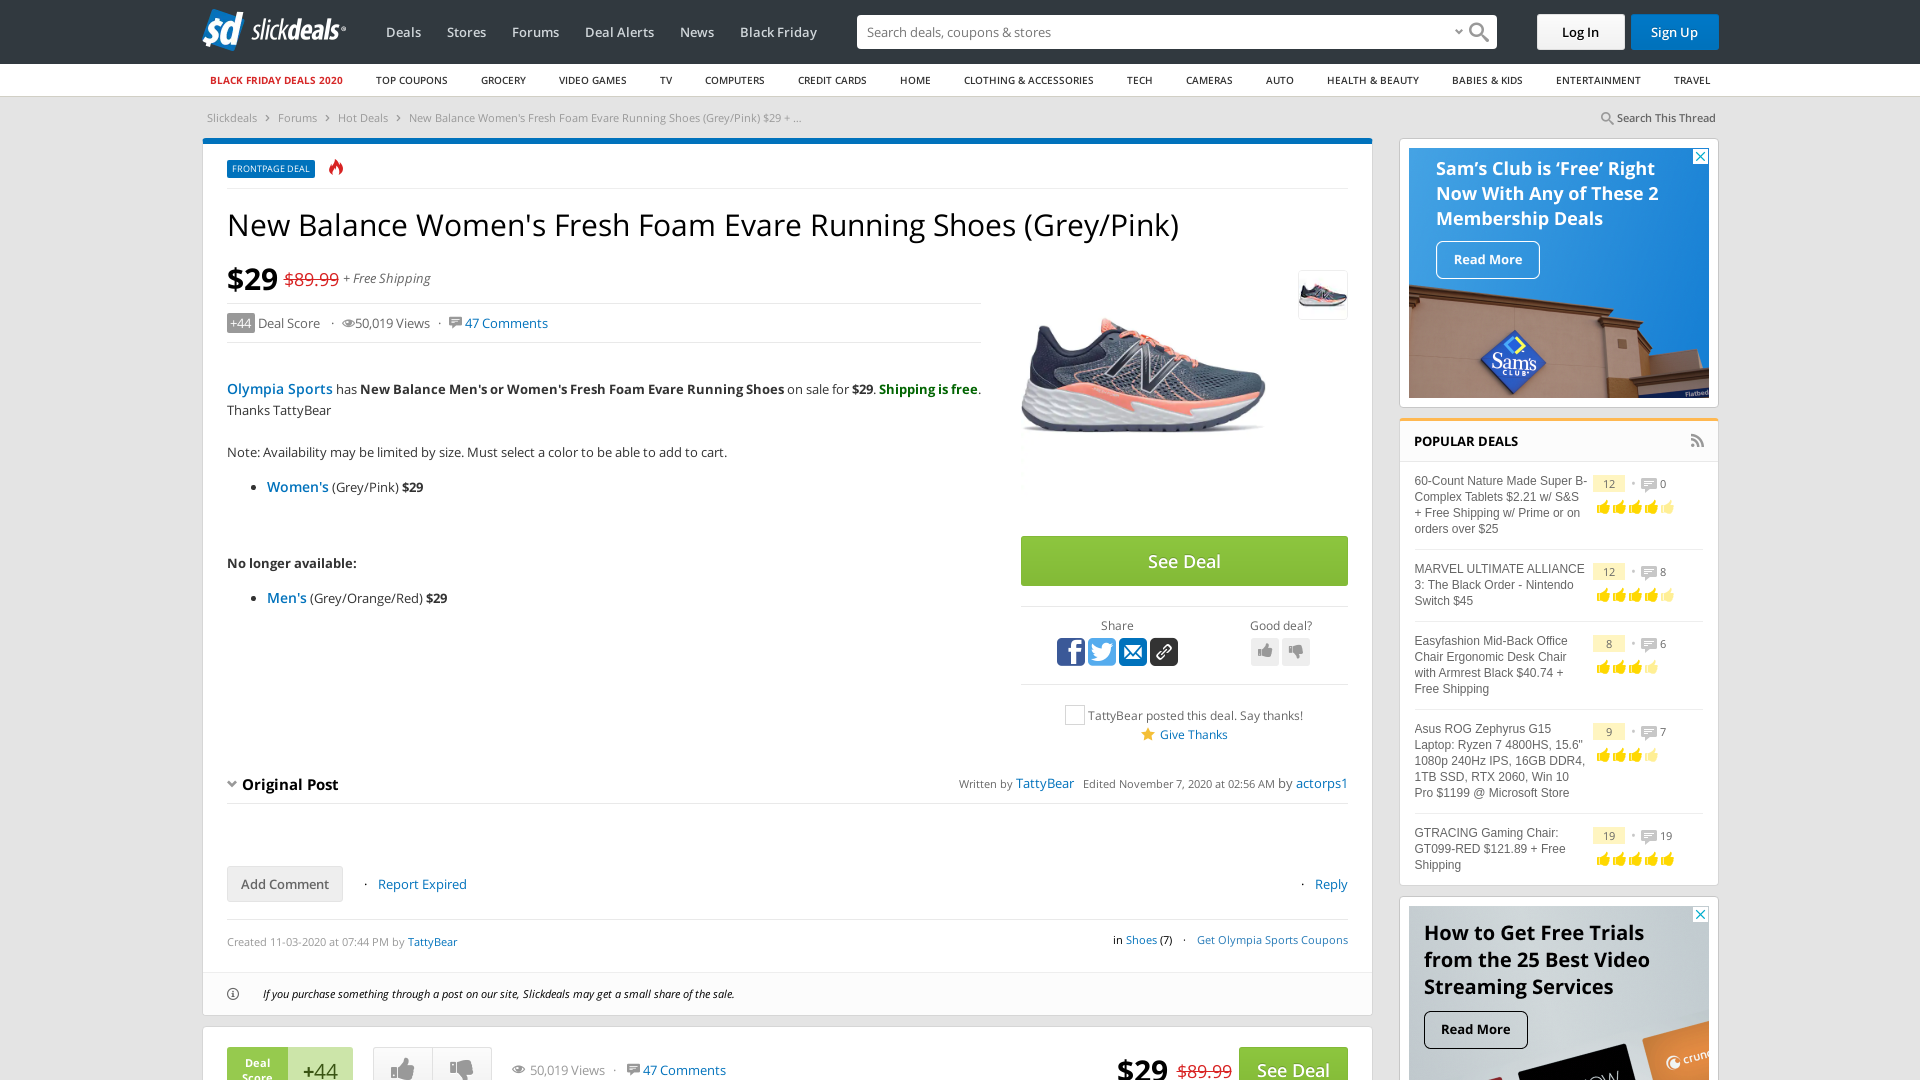 slickdeals
Deals
Stores
Forums
Deal Alerts
News
Black Friday
Search deals, coupons & stores
Log In
Sign Up
BLACK FRIDAY DEALS 2020
TOP COUPONS
GROCERY
VIDEO GAMES
TV
COMPUTERS
CREDIT CARDS
HOME
CLOTHING & ACCESSORIES
TECH
CAMERAS
AUTO
HEALTH & BEAUTY
BABIES & KIDS
ENTERTAINMENT
TRAVEL
Slickdeals › Forums › Hot Deals › New Balance Women's Fresh Foam Evare Running Shoes (Grey/Pink) $29 + ...
Search This Thread
FRONTPAGE DEAL
New Balance Women's Fresh Foam Evare Running Shoes (Grey/Pink)
$29 $89.99 + Free Shipping
+44 Deal Score · 50,019 Views · 47 Comments
Olympia Sports has New Balance Men's or Women's Fresh Foam Evare Running Shoes on sale for $29. Shipping is free.
Thanks TattyBear
Note: Availability may be limited by size. Must select a color to be able to add to cart.
• Women's (Grey/Pink) $29
No longer available:
• Men's (Grey/Orange/Red) $29
See Deal
Share
Good deal?
TattyBear posted this deal. Say thanks!
Give Thanks
Original Post
Written by TattyBear Edited November 7, 2020 at 02:56 AM by actorps1
Add Comment
· Report Expired
· Reply
Created 11-03-2020 at 07:44 PM by TattyBear
in Shoes (7) · Get Olympia Sports Coupons
If you purchase something through a post on our site, Slickdeals may get a small share of the sale.
Deal
Score
+44
50,019 Views · 47 Comments
$29 $89.99
See Deal
Sam's Club is 'Free' Right
Now With Any of These 2
Membership Deals
Read More
Sam's
CLUB
Flatbed
POPULAR DEALS
60-Count Nature Made Super B-
Complex Tablets $2.21 w/ S&S
+ Free Shipping w/ Prime or on
orders over $25
12 • 0
MARVEL ULTIMATE ALLIANCE
3: The Black Order - Nintendo
Switch $45
12 • 8
Easyfashion Mid-Back Office
Chair Ergonomic Desk Chair
with Armrest Black $40.74 +
Free Shipping
8 • 6
Asus ROG Zephyrus G15
Laptop: Ryzen 7 4800HS, 15.6"
1080p 240Hz IPS, 16GB DDR4,
1TB SSD, RTX 2060, Win 10
Pro $1199 @ Microsoft Store
9 • 7
GTRACING Gaming Chair:
GT099-RED $121.89 + Free
Shipping
19 • 19
How to Get Free Trials
from the 25 Best Video
Streaming Services
Read More